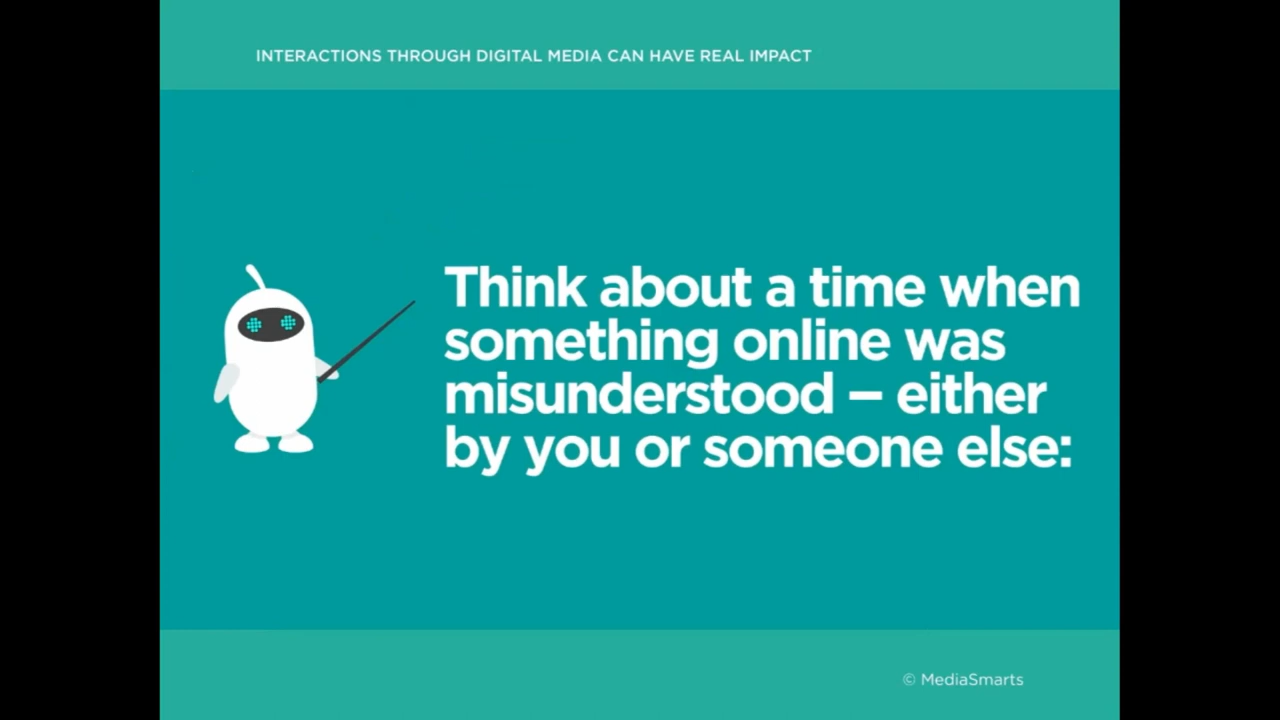 INTERACTIONS THROUGH DIGITAL MEDIA CAN HAVE REAL IMPACT
Think about a time when
something online was
misunderstood – either
by you or someone else:
© MediaSmarts